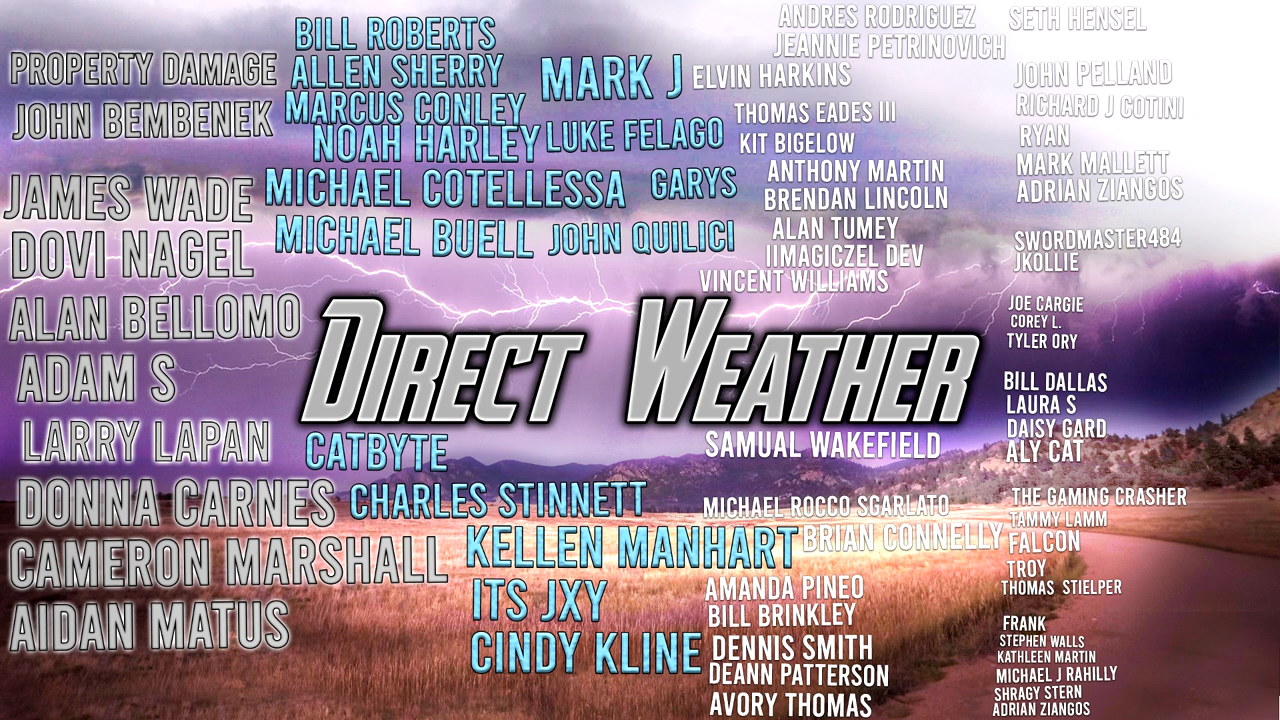 PROPERTY DAMAGE
JOHN BEMBENEK
JAMES WADE
DOVI NAGEL
ALAN BELLOMO
ADAM S
LARRY LAPAN
DONNA CARNES
CAMERON MARSHALL
AIDAN MATUS
BILL ROBERTS
ALLEN SHERRY
MARCUS CONLEY
NOAH HARLEY
MICHAEL COTELLESSA
MICHAEL BUELL
MARK J
LUKE FELAGO
GARYS
JOHN QUILICI
DIRECT WEATHER
CATBYTE
CHARLES STINNETT
KELLEN MANHART
ITS JXY
CINDY KLINE
ANDRES RODRIGUEZ
JEANNIE PETRINOVICH
ELVIN HARKINS
THOMAS EADES III
KIT BIGELOW
ANTHONY MARTIN
BRENDAN LINCOLN
ALAN TUMEY
IIMAGICZEL DEV
VINCENT WILLIAMS
SAMUAL WAKEFIELD
MICHAEL ROCCO SGARLATO
BRIAN CONNELLY
AMANDA PINEO
BILL BRINKLEY
DENNIS SMITH
DEANN PATTERSON
AVORY THOMAS
SETH HENSEL
JOHN PELLAND
RICHARD J COTINI
RYAN
MARK MALLETT
ADRIAN ZIANGOS
SWORDMASTER484
JKOLLIE
JOE CARGIE
COREY L.
TYLER ORY
BILL DALLAS
LAURA S
DAISY GARD
ALY CAT
THE GAMING CRASHER
TAMMY LAMM
FALCON
TROY
THOMAS STIELPER
FRANK
STEPHEN WALLS
KATHLEEN MARTIN
MICHAEL J RAHILLY
SHRAGY STERN
ADRIAN ZIANGOS